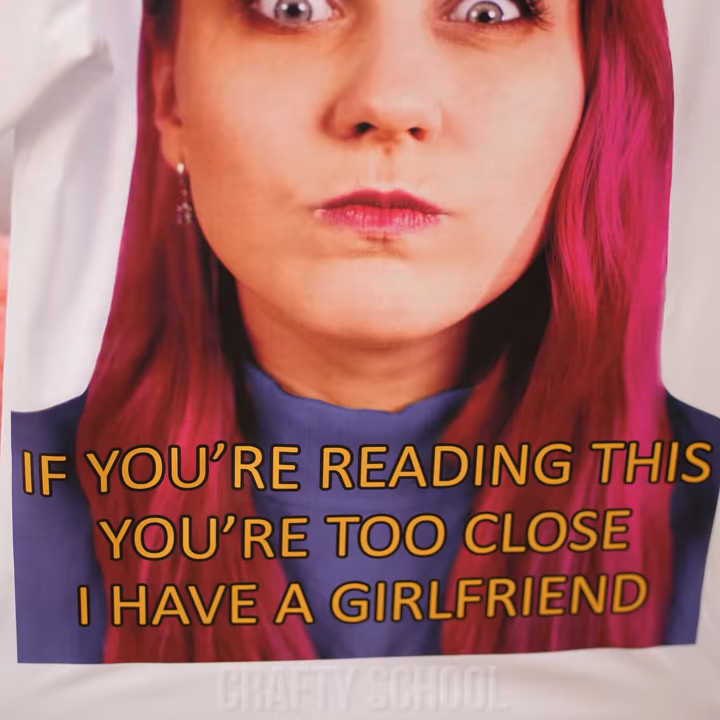 IF YOU'RE READING THIS
YOU'RE TOO CLOSE
I HAVE A GIRLFRIEND
CRAFTY SCHOOL